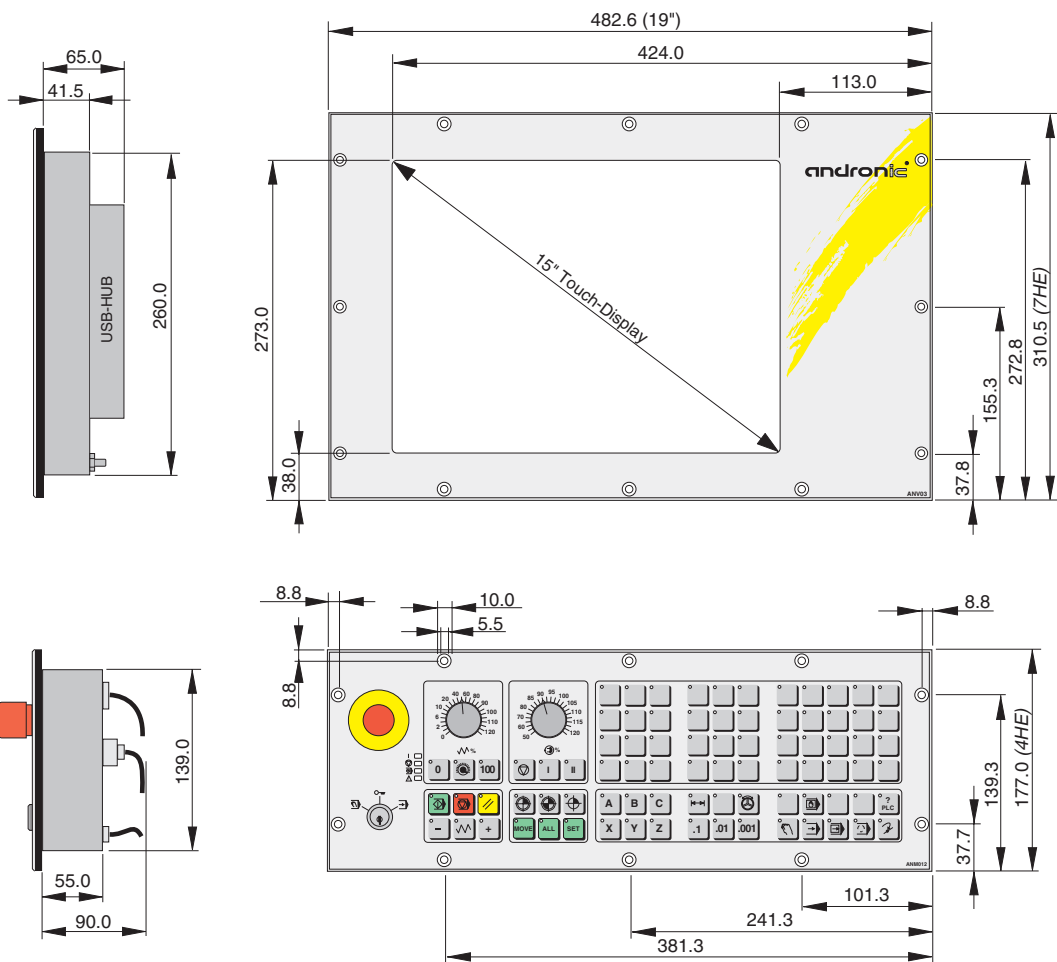 482.6 (19")
424.0
113.0
65.0
41.5
andronic
USB-HUB
260.0
273.0
38.0
15" Touch-Display
155.3
272.8
310.5 (7HE)
37.8
ANV03
8.8
10.0
5.5
8.8
8.8
139.0
55.0
90.0
0 2 6 10 20 40 60 80 90 100 110 120
%
0 100
50 60 70 80 85 90 95 100 105 110 115 120
%
I II
− +
MOVE ALL SET
A B C
X Y Z
.1 .01 .001
? PLC
ANM012
139.3
177.0 (4HE)
37.7
101.3
241.3
381.3